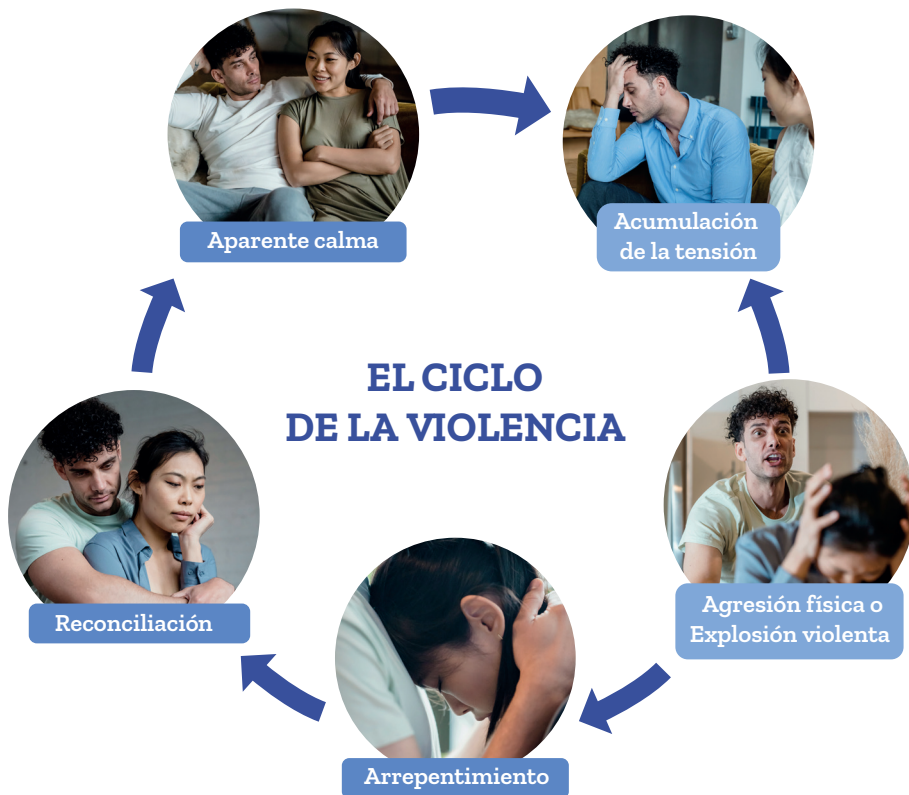 Aparente calma
Acumulación
de la tensión
EL CICLO
DE LA VIOLENCIA
Agresión física o
Explosión violenta
Reconciliación
Arrepentimiento